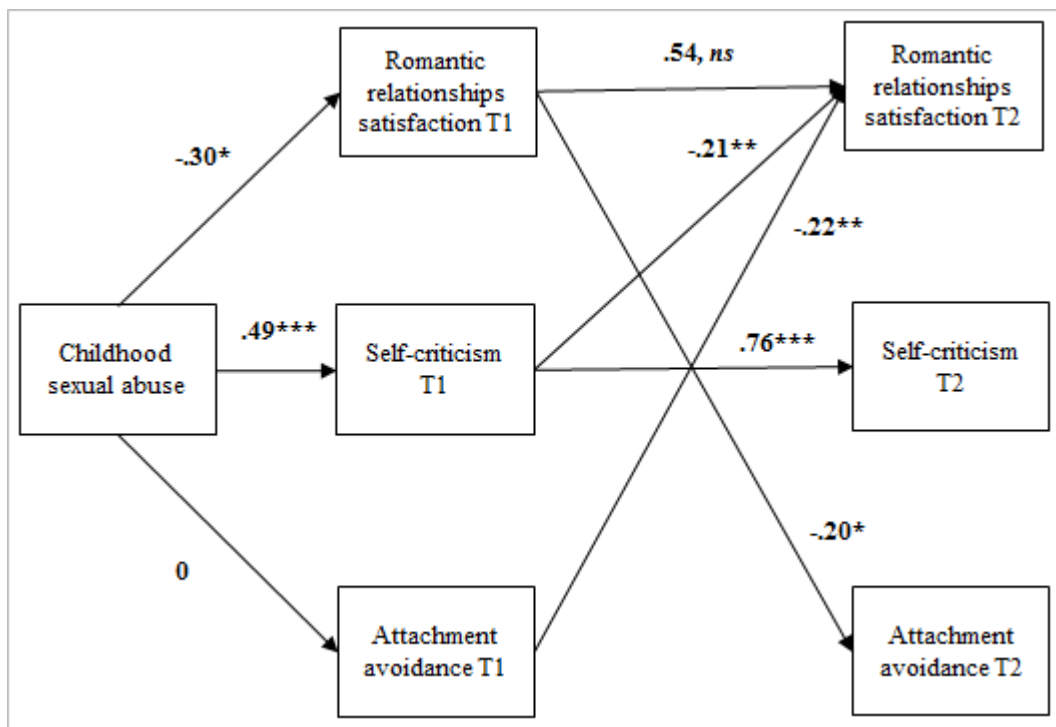 Romantic
relationships
satisfaction T1
.54, ns
Romantic
relationships
satisfaction T2
-.30*
-.21**
-.22**
Childhood
sexual abuse
.49***
Self-criticism
T1
.76***
Self-criticism
T2
0
-.20*
Attachment
avoidance T1
Attachment
avoidance T2